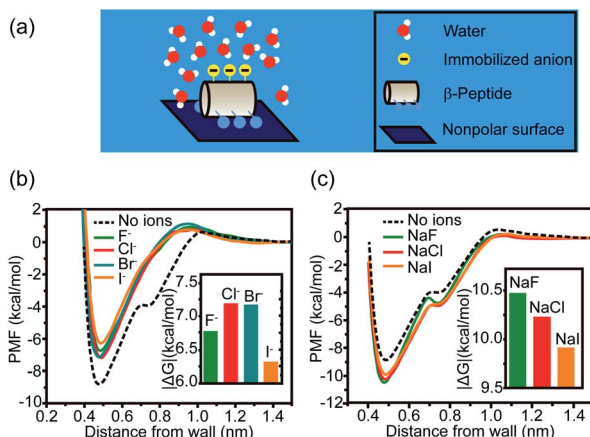 (a)
Water
Immobilized anion
β-Peptide
Nonpolar surface
(b)
PMF (kcal/mol)
2
0
-2
-4
-6
-8
-10
0.2 0.4 0.6 0.8 1.0 1.2 1.4
Distance from wall (nm)
No ions
F-
Cl-
Br-
I-
|ΔG|(kcal/mol)
7.5
7.0
6.5
6.0
F-
Cl-
Br-
I-
(c)
PMF (kcal/mol)
2
0
-2
-4
-6
-8
-10
-12
0.2 0.4 0.6 0.8 1.0 1.2 1.4
Distance from wall (nm)
No ions
NaF
NaCl
NaI
|ΔG|(kcal/mol)
10.5
10.0
9.5
NaF
NaCl
NaI